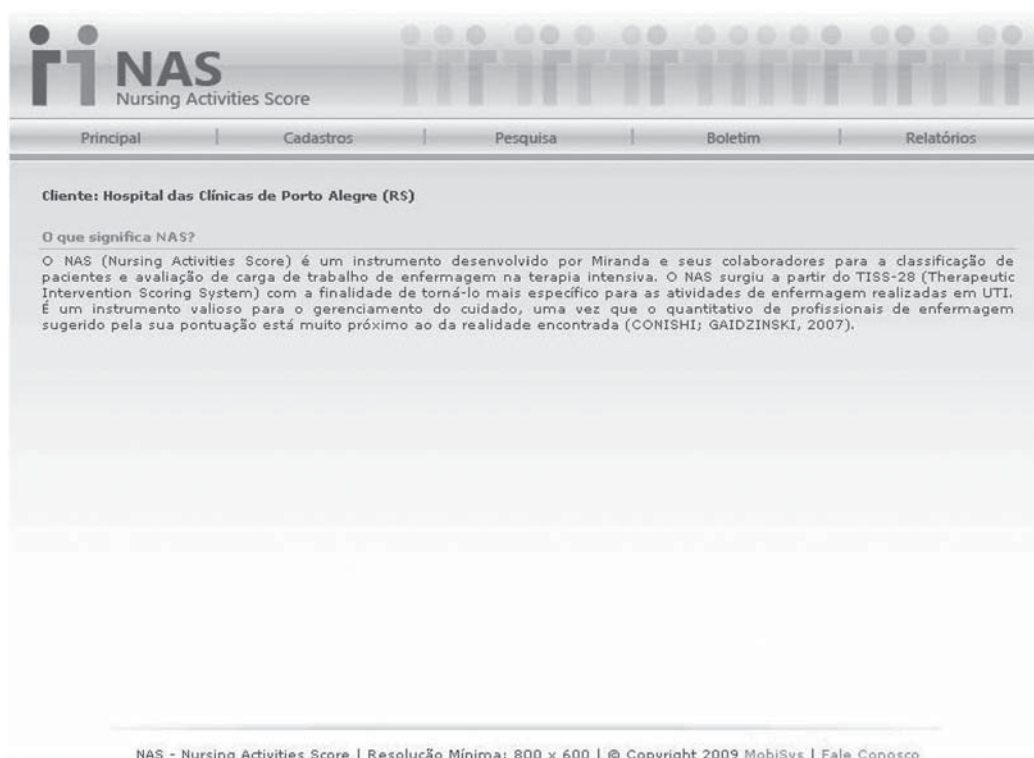 NAS
Nursing Activities Score
Principal | Cadastros | Pesquisa | Boletim | Relatórios
Cliente: Hospital das Clínicas de Porto Alegre (RS)
O que significa NAS?
O NAS (Nursing Activities Score) é um instrumento desenvolvido por Miranda e seus colaboradores para a classificação de
pacientes e avaliação de carga de trabalho de enfermagem na terapia intensiva. O NAS surgiu a partir do TISS-28 (Therapeutic
Intervention Scoring System) com a finalidade de torná-lo mais específico para as atividades de enfermagem realizadas em UTI.
É um instrumento valioso para o gerenciamento do cuidado, uma vez que o quantitativo de profissionais de enfermagem
sugerido pela sua pontuação está muito próximo ao da realidade encontrada (CONISHI; GAIDZINSKI, 2007).
NAS - Nursing Activities Score | Resolução Mínima: 800 x 600 | © Copyright 2009 MobiSys | Fale Conosco